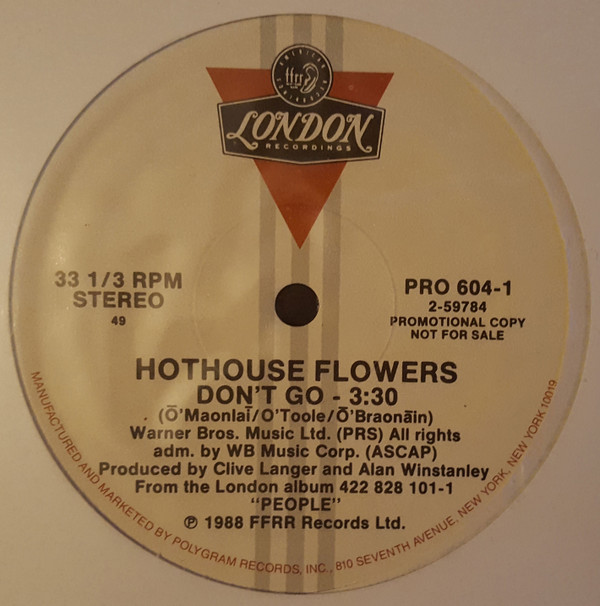 ffrr
LONDON
RECORDINGS
33 1/3 RPM
STEREO
49
PRO 604-1
2-59784
PROMOTIONAL COPY
NOT FOR SALE
HOTHOUSE FLOWERS
DON'T GO - 3:30
(Ō'Maonlaī/O'Toole/Ō'Braonāin)
Warner Bros. Music Ltd. (PRS) All rights
adm. by WB Music Corp. (ASCAP)
Produced by Clive Langer and Alan Winstanley
From the London album 422 828 101-1
"PEOPLE"
℗ 1988 FFRR Records Ltd.
MANUFACTURED AND MARKETED BY POLYGRAM RECORDS, INC., 810 SEVENTH AVENUE, NEW YORK, NEW YORK 10019